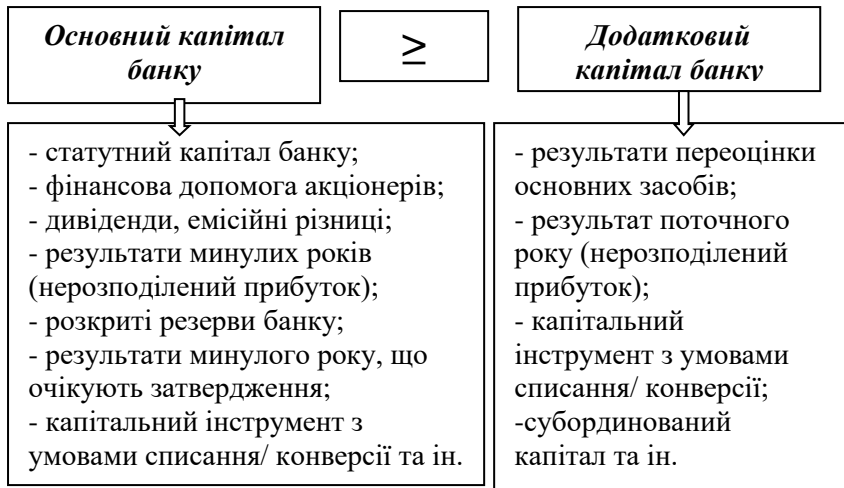 Основний капітал
банку
≥
Додатковий
капітал банку
- статутний капітал банку;
- фінансова допомога акціонерів;
- дивіденди, емісійні різниці;
- результати минулих років
(нерозподілений прибуток);
- розкриті резерви банку;
- результати минулого року, що
очікують затвердження;
- капітальний інструмент з
умовами списання/ конверсії та ін.
- результати переоцінки
основних засобів;
- результат поточного
року (нерозподілений
прибуток);
- капітальний
інструмент з умовами
списання/ конверсії;
-субординований
капітал та ін.